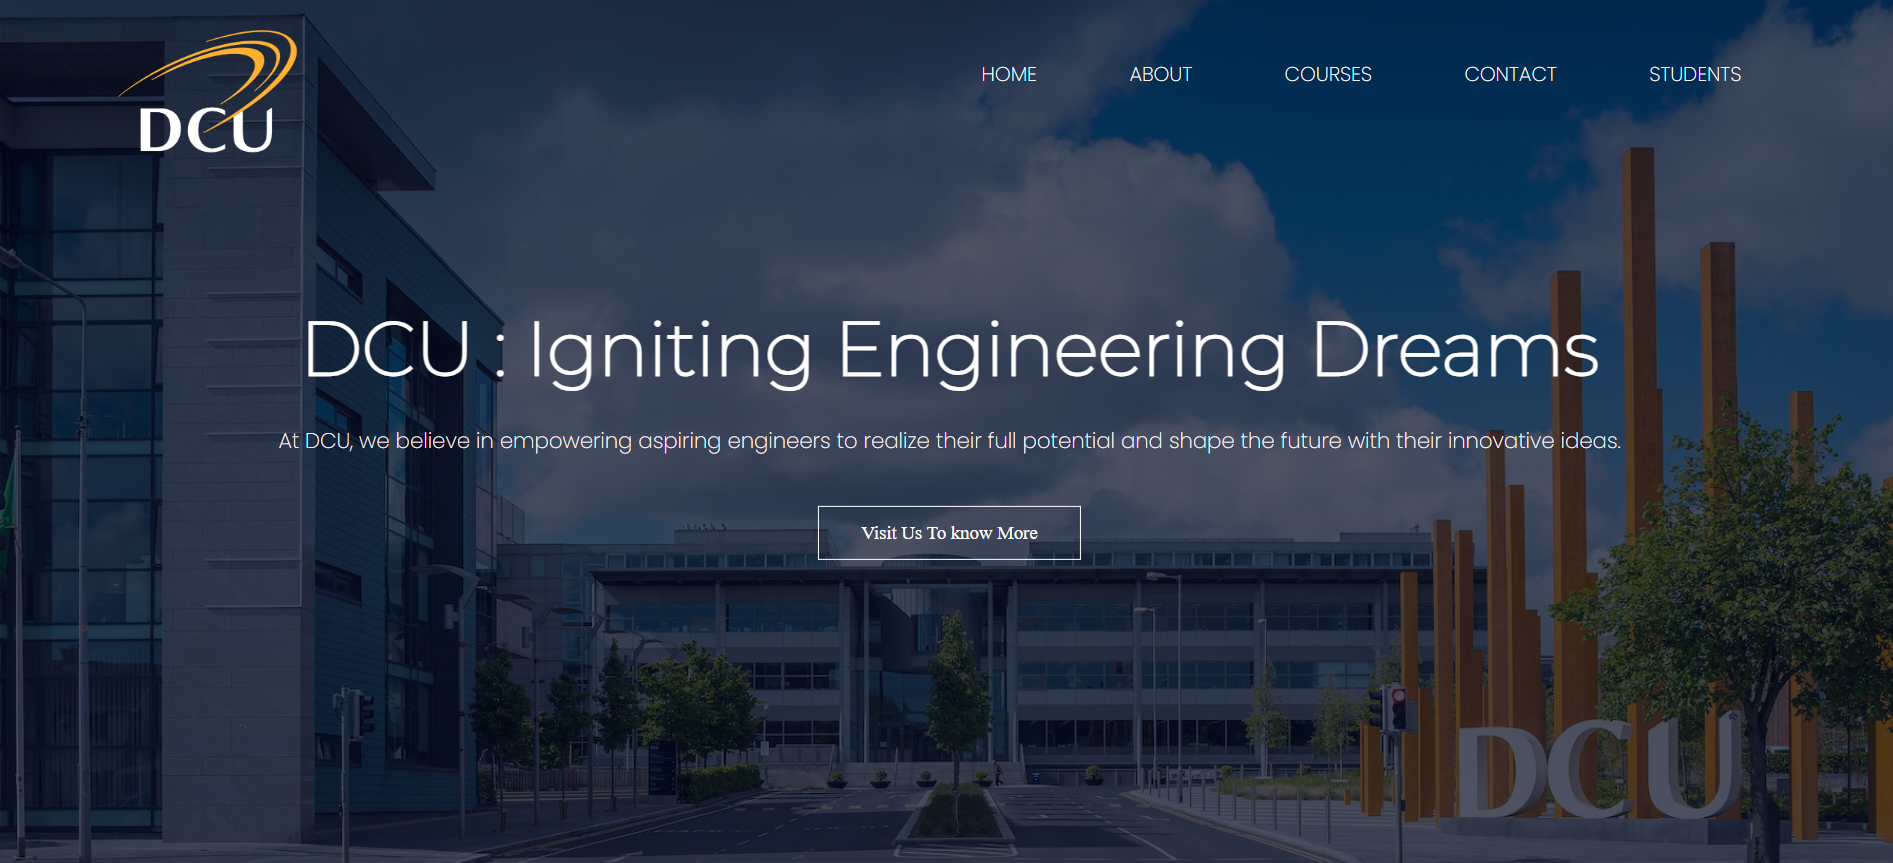 DCU
HOME ABOUT COURSES CONTACT STUDENTS
DCU : Igniting Engineering Dreams
At DCU, we believe in empowering aspiring engineers to realize their full potential and shape the future with their innovative ideas.
Visit Us To know More
DCU